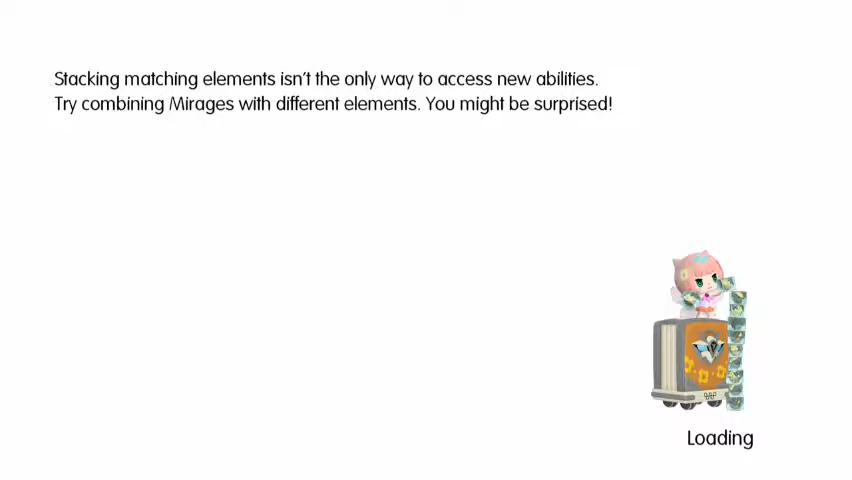 Stacking matching elements isn't the only way to access new abilities.
Try combining Mirages with different elements. You might be surprised!
Loading